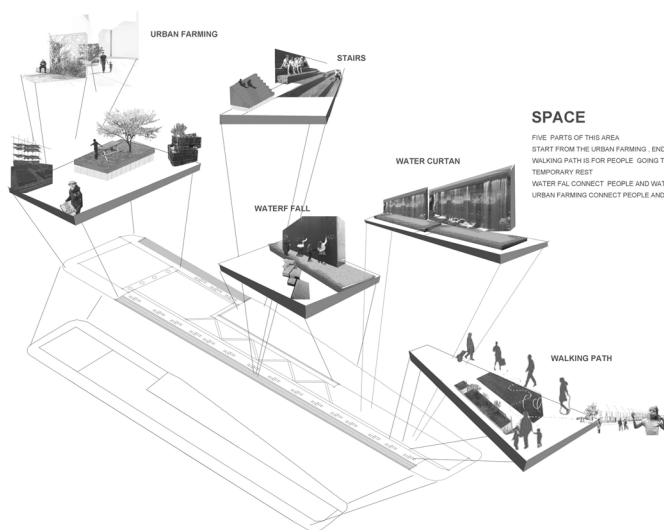 URBAN FARMING
STAIRS
SPACE
FIVE PARTS OF THIS AREA
START FROM THE URBAN FARMING , END
WALKING PATH IS FOR PEOPLE GOING T
TEMPORARY REST
WATER FAL CONNECT PEOPLE AND WAT
URBAN FARMING CONNECT PEOPLE AND
WATER CURTAN
WATERF FALL
WALKING PATH